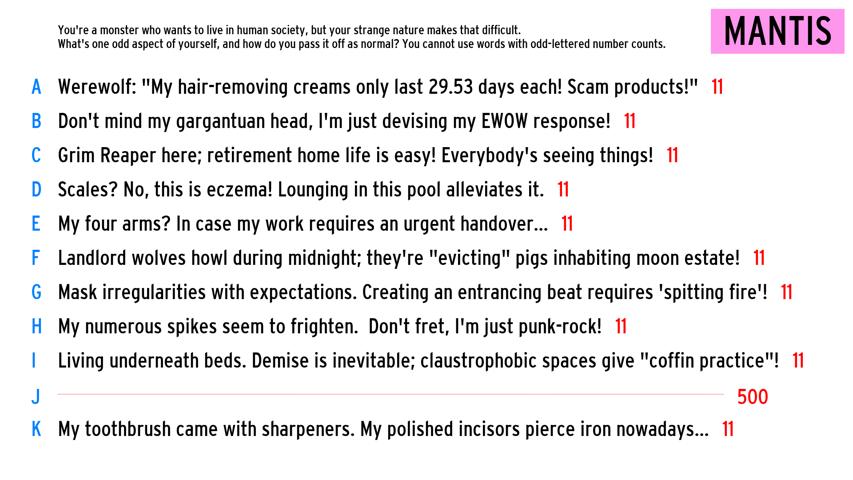 You're a monster who wants to live in human society, but your strange nature makes that difficult.
What's one odd aspect of yourself, and how do you pass it off as normal? You cannot use words with odd-lettered number counts.
MANTIS
A Werewolf: "My hair-removing creams only last 29.53 days each! Scam products!" 11
B Don't mind my gargantuan head, I'm just devising my EWOW response! 11
C Grim Reaper here; retirement home life is easy! Everybody's seeing things! 11
D Scales? No, this is eczema! Lounging in this pool alleviates it. 11
E My four arms? In case my work requires an urgent handover... 11
F Landlord wolves howl during midnight; they're "evicting" pigs inhabiting moon estate! 11
G Mask irregularities with expectations. Creating an entrancing beat requires 'spitting fire'! 11
H My numerous spikes seem to frighten. Don't fret, I'm just punk-rock! 11
I Living underneath beds. Demise is inevitable; claustrophobic spaces give "coffin practice"! 11
J 500
K My toothbrush came with sharpeners. My polished incisors pierce iron nowadays... 11